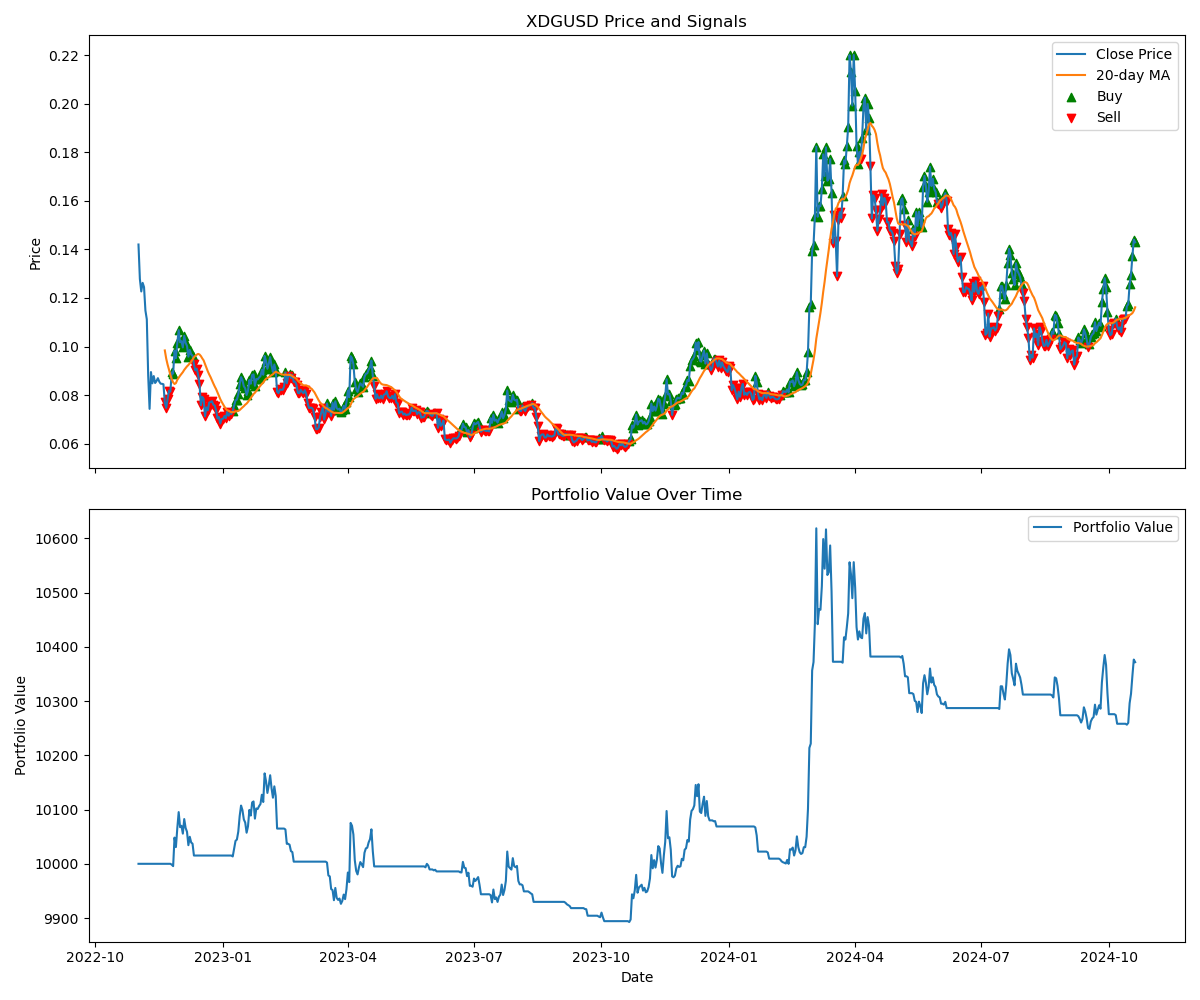 XDGUSD Price and Signals
Price
0.22
0.20
0.18
0.16
0.14
0.12
0.10
0.08
0.06
Close Price
20-day MA
Buy
Sell
Portfolio Value Over Time
Portfolio Value
10600
10500
10400
10300
10200
10100
10000
9900
Portfolio Value
2022-10 2023-01 2023-04 2023-07 2023-10 2024-01 2024-04 2024-07 2024-10
Date